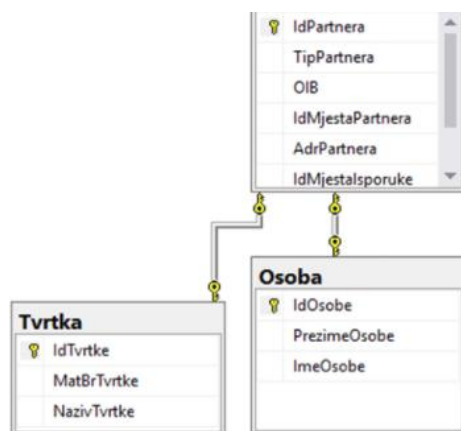 IdPartnera
TipPartnera
OIB
IdMjestaPartnera
AdrPartnera
IdMjestaIsporuke
Osoba
IdOsobe
PrezimeOsobe
ImeOsobe
Tvrtka
IdTvrtke
MatBrTvrtke
NazivTvrtke